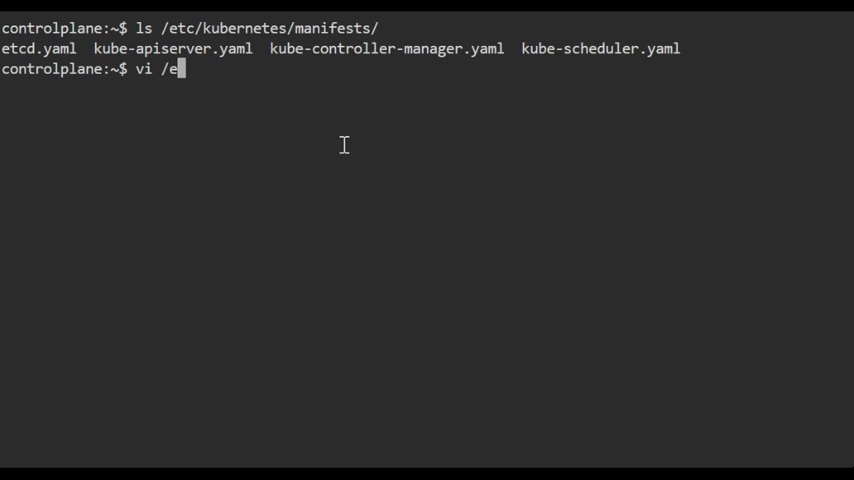 controlplane:~$ ls /etc/kubernetes/manifests/
etcd.yaml  kube-apiserver.yaml  kube-controller-manager.yaml  kube-scheduler.yaml
controlplane:~$ vi /e